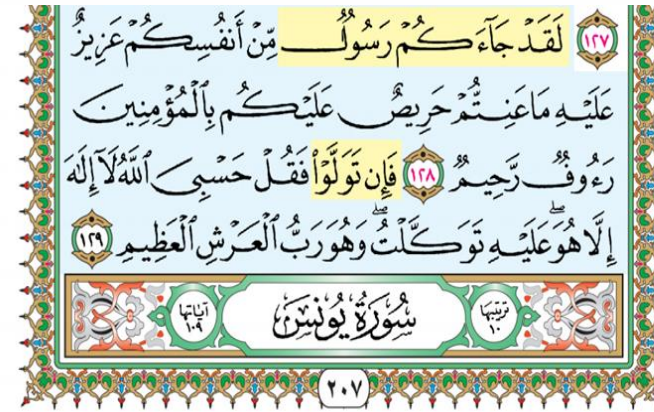 ١٢٧ لَقَدْ جَآءَكُمْ رَسُولٌ مِّنْ أَنفُسِكُمْ عَزِيزٌ
عَلَيْهِ مَا عَنِتُّمْ حَرِيصٌ عَلَيْكُم بِالْمُؤْمِنِينَ
رَءُوفٌ رَّحِيمٌ ١٢٨ فَإِن تَوَلَّوْا۟ فَقُلْ حَسْبِىَ ٱللَّهُ لَآ إِلَٰهَ
إِلَّا هُوَ ۖ عَلَيْهِ تَوَكَّلْتُ ۖ وَهُوَ رَبُّ ٱلْعَرْشِ ٱلْعَظِيمِ ١٢٩
ترتيبها ١٠ سُورَةُ يُونُسَ آياتها ١٠٩
٢٠٧